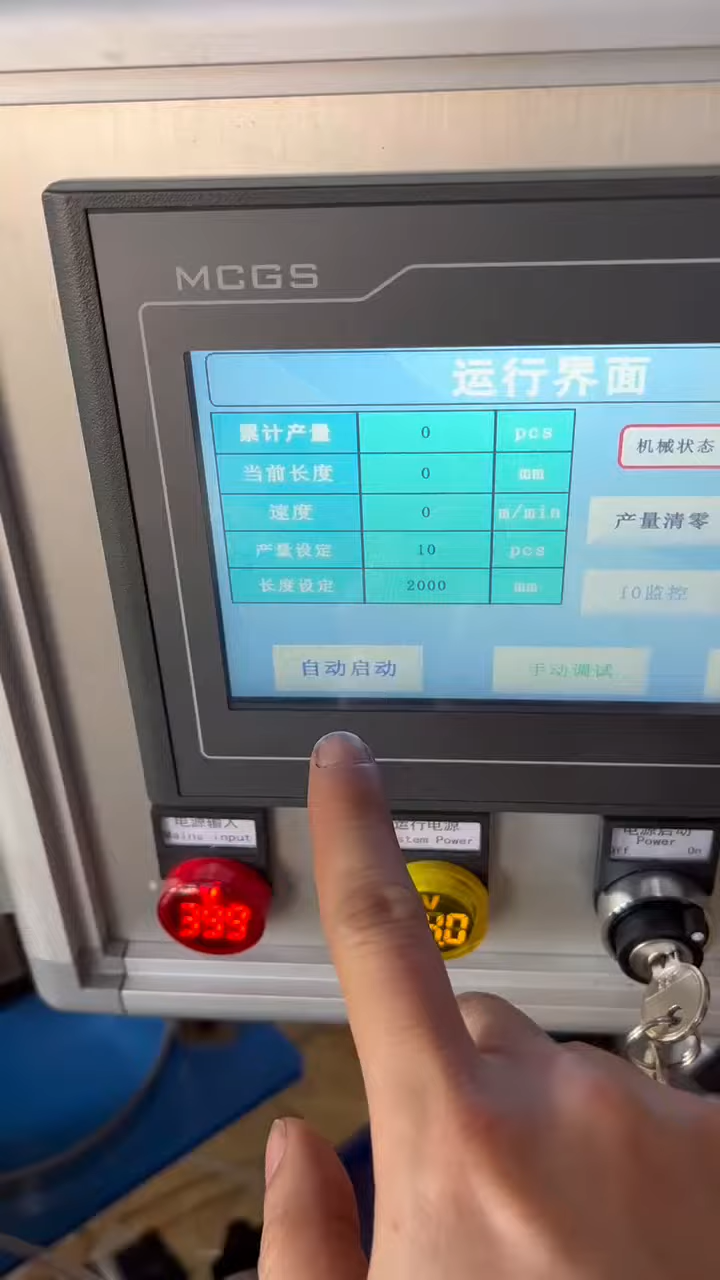 MCGS
运行界面
累计产量 0 pcs
机械状态
当前长度 0 mm
速度 0 m/min
产量清零
产量设定 10 pcs
长度设定 2000 mm
IO监控
自动启动 手动调试
电源输入 运行电源 电源启动
Mains input stem Power Power
Off On
399 V